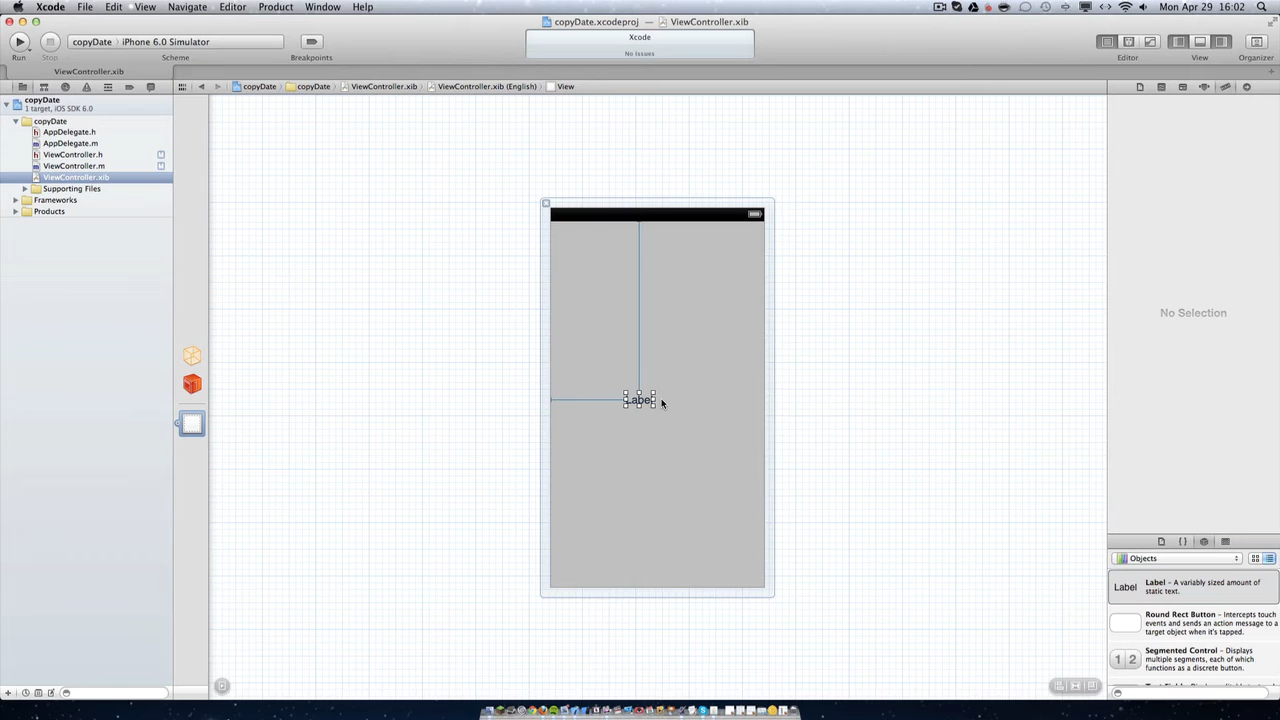 Xcode File Edit View Navigate Editor Product Window Help
Mon Apr 29 16:02
copyDate.xcodeproj — ViewController.xib
copyDate iPhone 6.0 Simulator
Xcode
No Issues
Run Stop Scheme Breakpoints Editor View Organizer
ViewController.xib
copyDate copyDate ViewController.xib ViewController.xib (English) View
copyDate
1 target, iOS SDK 6.0
copyDate
AppDelegate.h
AppDelegate.m
ViewController.h
ViewController.m
ViewController.xib
Supporting Files
Frameworks
Products
Label
No Selection
Objects
Label
Label – A variably sized amount of
static text.
Round Rect Button – Intercepts touch
events and sends an action message to a
target object when it's tapped.
1 2
Segmented Control – Displays
multiple segments, each of which
functions as a discrete button.